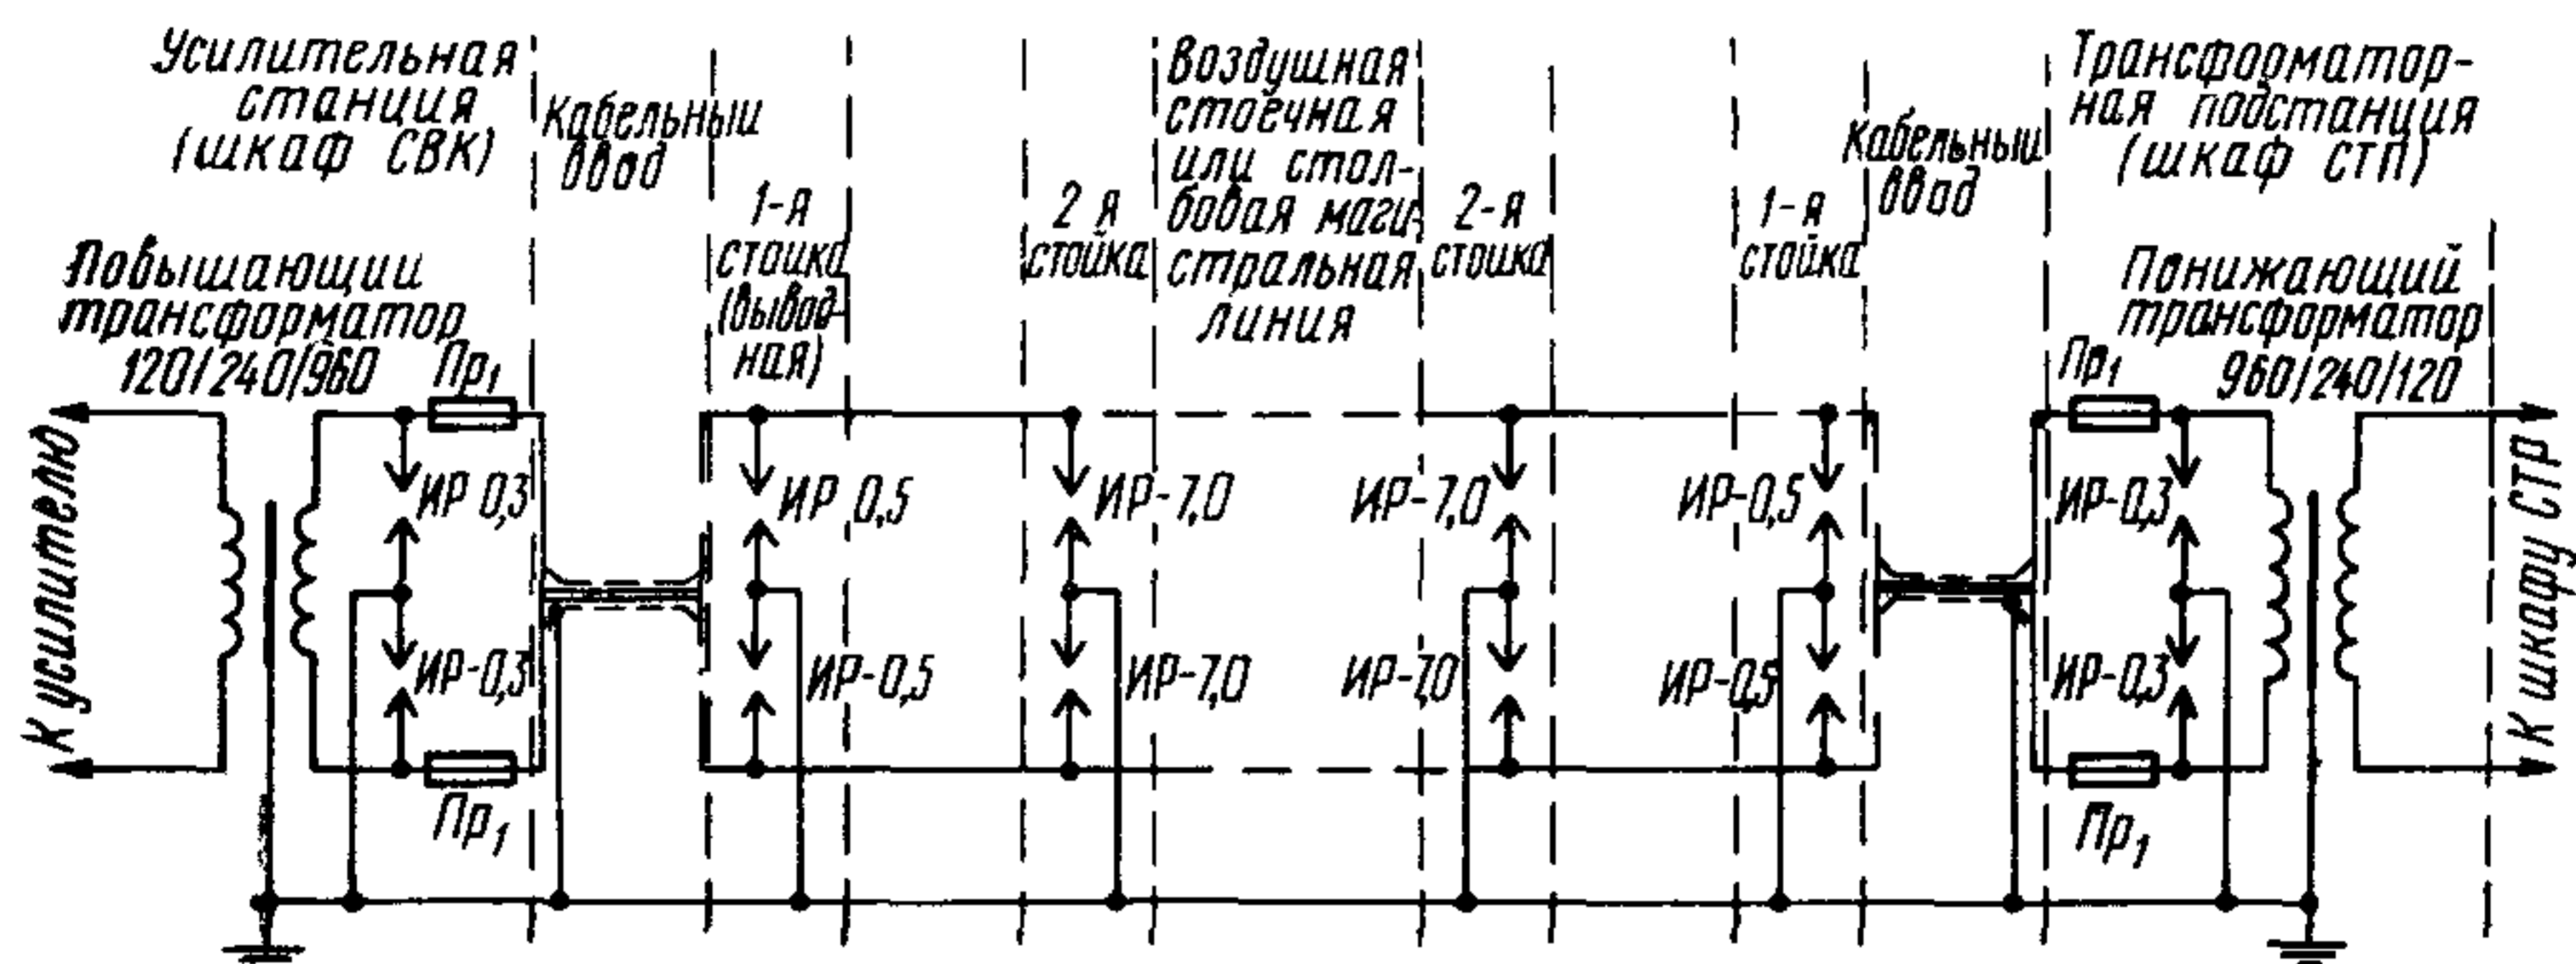 Усилительная
станция
(шкаф СВК)
Кабельный
ввод
1-я
стойка
(вывод-
ная)
2 я
стойка
Воздушная
стоечная
или стол-
бовая маги-
стральная
линия
2-я
стойка
1-я
стойка
Кабельный
ввод
Трансформатор-
ная подстанция
(шкаф СТП)
Повышающий
трансформатор
120/240/960
Понижающий
трансформатор
960/240/120
Пр1
Пр1
К усилителю
ИР 0,3
ИР 0,5
ИР-7,0
ИР-7,0
ИР-0,5
ИР-0,3
К шкафу СТР
ИР-0,3
ИР-0,5
ИР-7,0
ИР-7,0
ИР-0,5
ИР-0,3
Пр1
Пр1